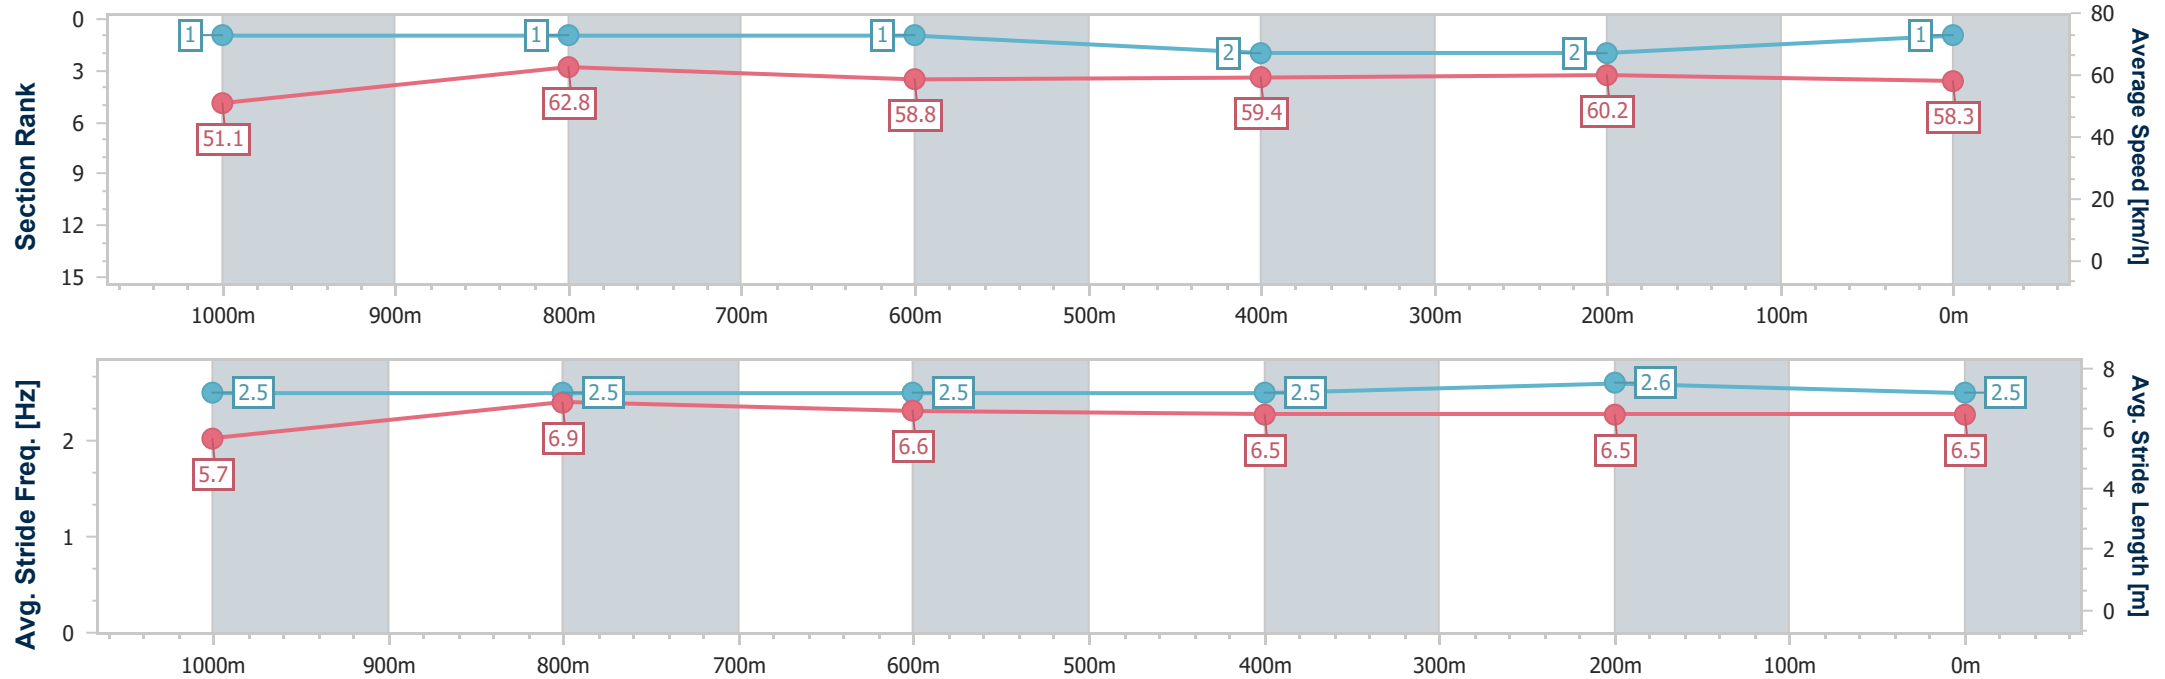 Section Rank
0
3
6
9
12
15
1
1
1
2
2
1
51.1
62.8
58.8
59.4
60.2
58.3
80
60
40
20
0
Average Speed [km/h]
1000m
900m
800m
700m
600m
500m
400m
300m
200m
100m
0m
Avg. Stride Freq. [Hz]
2
1
0
2.5
2.5
2.5
2.5
2.6
2.5
5.7
6.9
6.6
6.5
6.5
6.5
8
6
4
2
0
Avg. Stride Length [m]
1000m
900m
800m
700m
600m
500m
400m
300m
200m
100m
0m